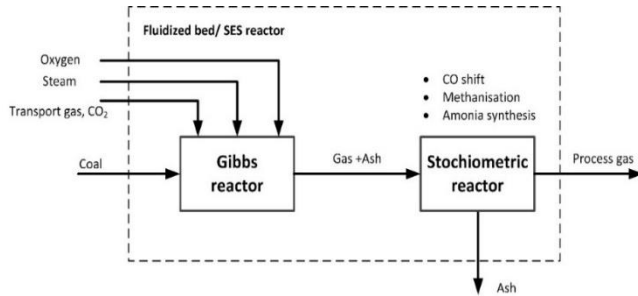 Fluidized bed/ SES reactor
Oxygen
Steam
Transport gas, CO₂
• CO shift
• Methanisation
• Amonia synthesis
Coal
Gibbs
reactor
Gas +Ash
Stochiometric
reactor
Process gas
Ash